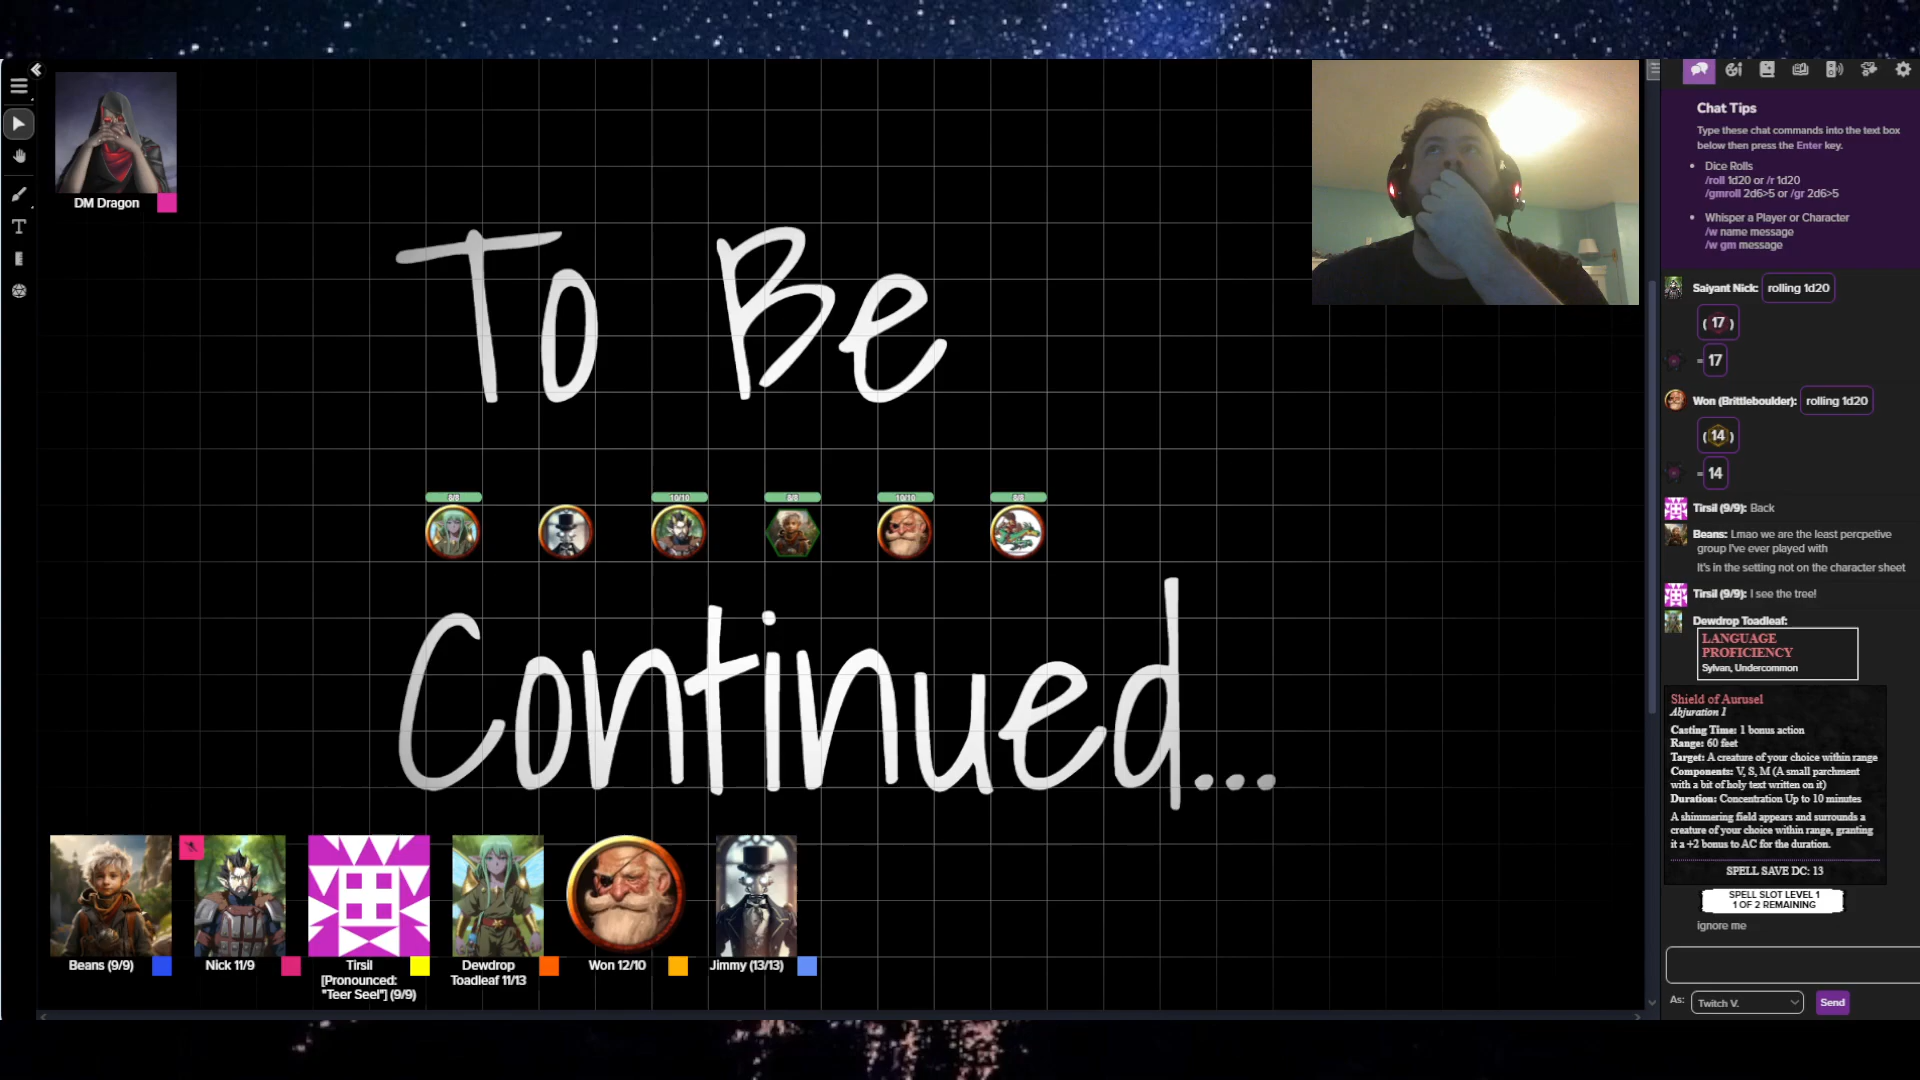 DM Dragon
To Be
8/8
10/10
8/8
10/10
8/8
Continued...
Beans (9/9)
Nick 11/9
Tirsil
[Pronounced:
"Teer Seel"] (9/9)
Dewdrop
Toadleaf 11/13
Won 12/10
Jimmy (13/13)
Chat Tips
Type these chat commands into the text box
below then press the Enter key.
Dice Rolls
/roll 1d20 or /r 1d20
/gmroll 2d6>5 or /gr 2d6>5
Whisper a Player or Character
/w name message
/w gm message
Saiyant Nick: rolling 1d20
(17)
=17
Won (Brittleboulder): rolling 1d20
(14)
=14
Tirsil (9/9): Back
Beans: Lmao we are the least percpetive
group I've ever played with
It's in the setting not on the character sheet
Tirsil (9/9): I see the tree!
Dewdrop Toadleaf:
LANGUAGE
PROFICIENCY
Sylvan, Undercommon
Shield of Aurusel
Abjuration 1
Casting Time: 1 bonus action
Range: 60 feet
Target: A creature of your choice within range
Components: V, S, M (A small parchment
with a bit of holy text written on it)
Duration: Concentration Up to 10 minutes
A shimmering field appears and surrounds a
creature of your choice within range, granting
it a +2 bonus to AC for the duration.
SPELL SAVE DC: 13
SPELL SLOT LEVEL 1
1 OF 2 REMAINING
ignore me
As: Twitch V. Send